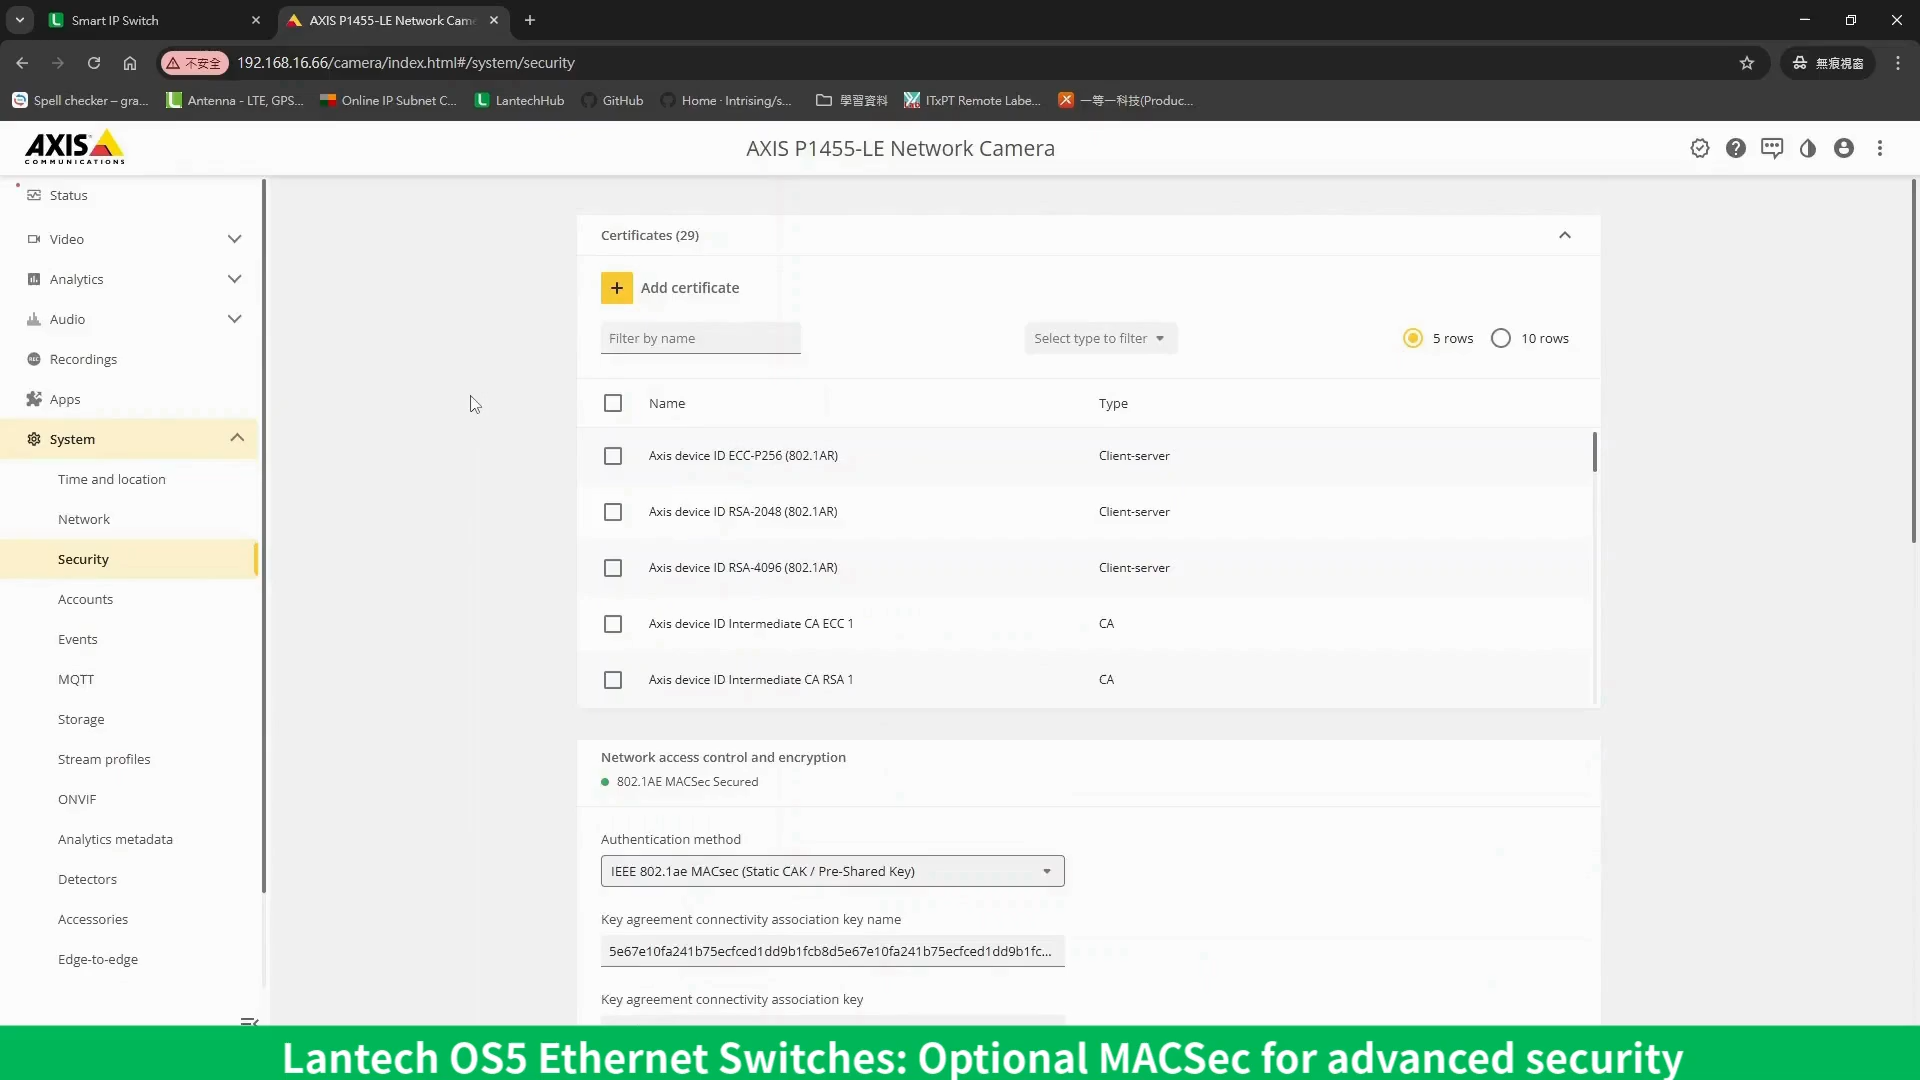 Smart IP Switch
AXIS P1455-LE Network Cam
不安全
192.168.16.66/camera/index.html#/system/security
無痕視窗
Spell checker – gra...
Antenna - LTE, GPS...
Online IP Subnet C...
LantechHub
GitHub
Home · Intrising/s...
學習資料
ITxPT Remote Labe...
一等一科技(Produc...
AXIS
COMMUNICATIONS
AXIS P1455-LE Network Camera
Status
Video
Analytics
Audio
Recordings
Apps
System
Time and location
Network
Security
Accounts
Events
MQTT
Storage
Stream profiles
ONVIF
Analytics metadata
Detectors
Accessories
Edge-to-edge
Certificates (29)
Add certificate
Filter by name
Select type to filter
5 rows
10 rows
Name
Type
Axis device ID ECC-P256 (802.1AR)
Client-server
Axis device ID RSA-2048 (802.1AR)
Client-server
Axis device ID RSA-4096 (802.1AR)
Client-server
Axis device ID Intermediate CA ECC 1
CA
Axis device ID Intermediate CA RSA 1
CA
Network access control and encryption
802.1AE MACSec Secured
Authentication method
IEEE 802.1ae MACsec (Static CAK / Pre-Shared Key)
Key agreement connectivity association key name
5e67e10fa241b75ecfced1dd9b1fcb8d5e67e10fa241b75ecfced1dd9b1fc...
Key agreement connectivity association key
Lantech OS5 Ethernet Switches: Optional MACSec for advanced security